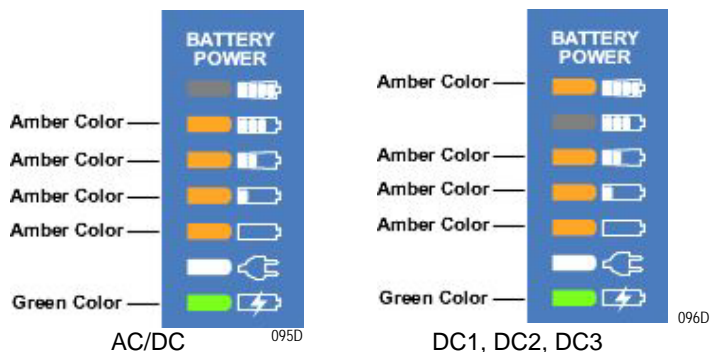 BATTERY
POWER
Amber Color
Amber Color
Amber Color
Amber Color
Green Color
AC/DC
095D
BATTERY
POWER
Amber Color
Amber Color
Amber Color
Amber Color
Green Color
096D
DC1, DC2, DC3